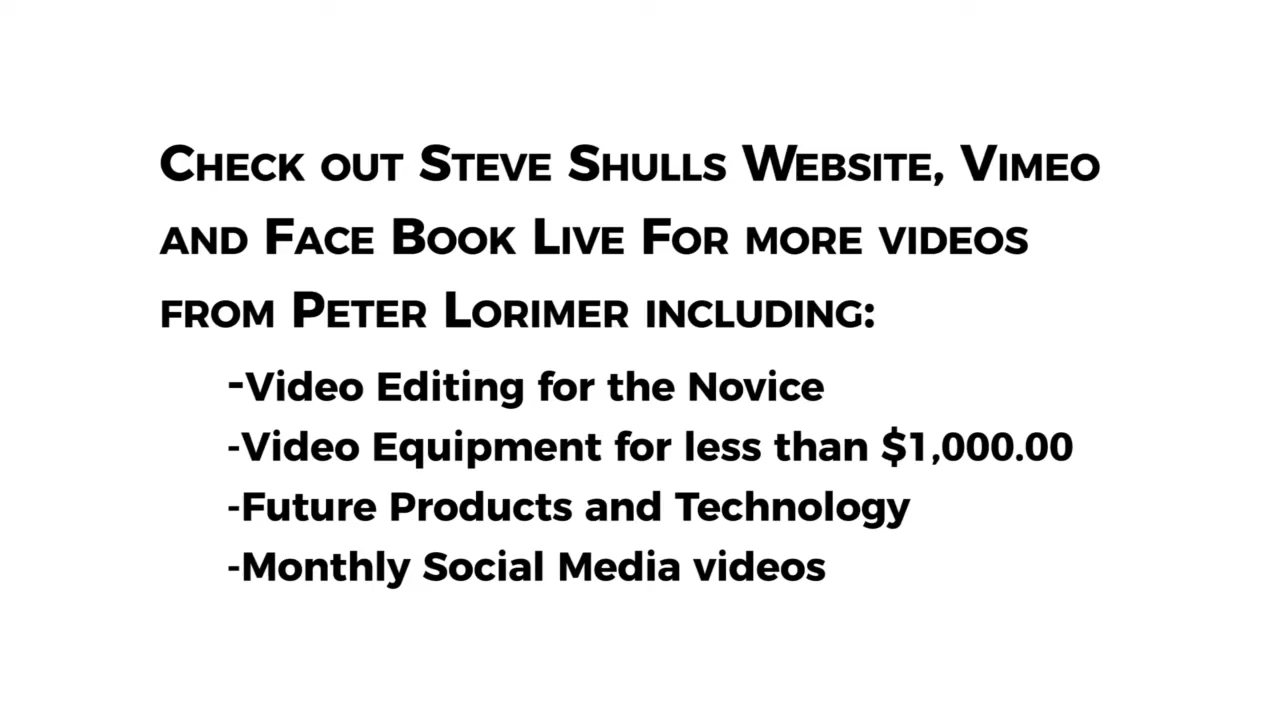 Check out Steve Shulls Website, Vimeo
and Face Book Live For more videos
from Peter Lorimer including:
-Video Editing for the Novice
-Video Equipment for less than $1,000.00
-Future Products and Technology
-Monthly Social Media videos